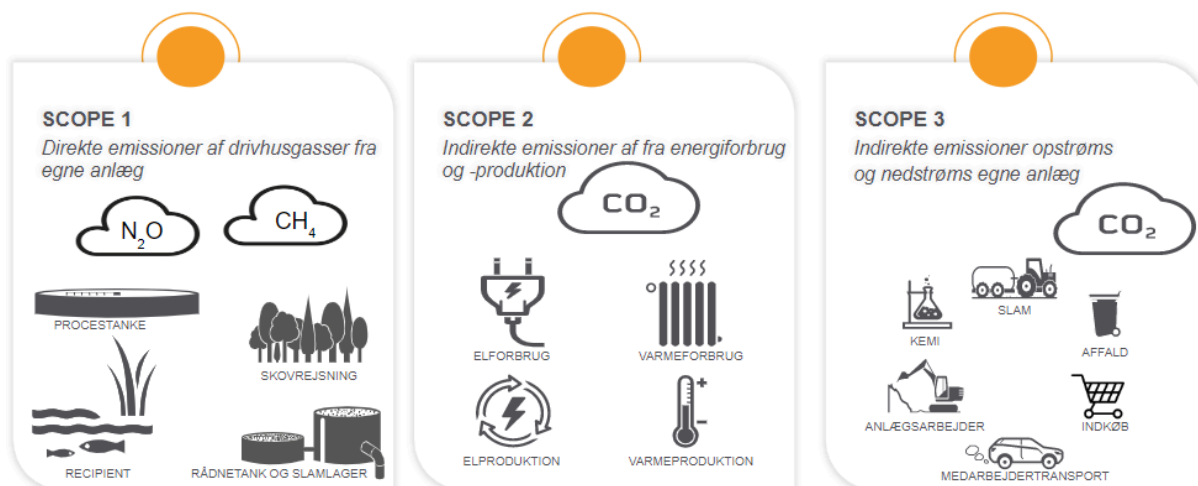 SCOPE 1
Direkte emissioner af drivhusgasser fra
egne anlæg
N₂O
CH₄
PROCESTANKE
SKOVREJSNING
RECIPIENT
RÅDNETANK OG SLAMLAGER
SCOPE 2
Indirekte emissioner af fra energiforbrug
og -produktion
CO₂
ELFORBRUG
VARMEFORBRUG
ELPRODUKTION
VARMEPRODUKTION
SCOPE 3
Indirekte emissioner opstrøms
og nedstrøms egne anlæg
CO₂
SLAM
KEMI
AFFALD
ANLÆGSARBEJDER
INDKØB
MEDARBEJDERTRANSPORT